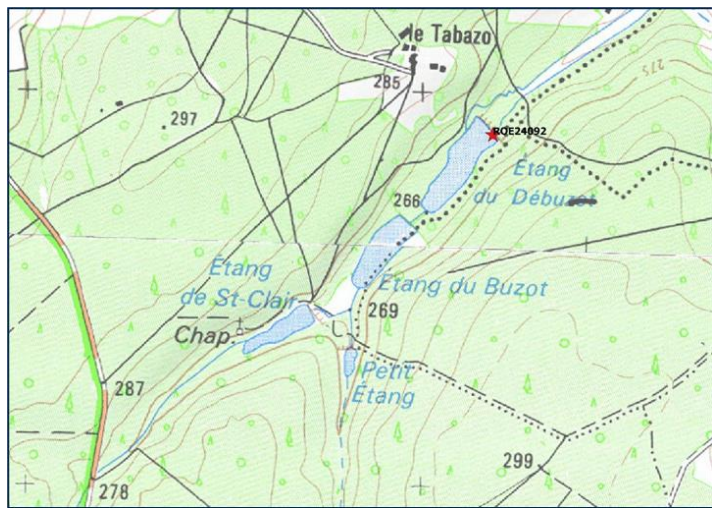 le Tabazo
285
275
297
RQE24092
Étang
du Débuzot
266
Étang
de St-Clair
Étang du Buzot
Chap.
269
Petit
Étang
287
299
278